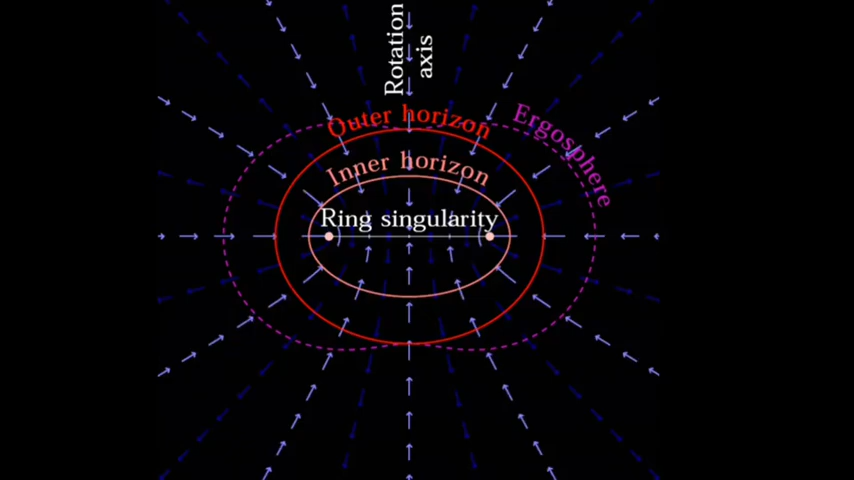 Rotation
axis
Outer horizon
Ergosphere
Inner horizon
Ring singularity